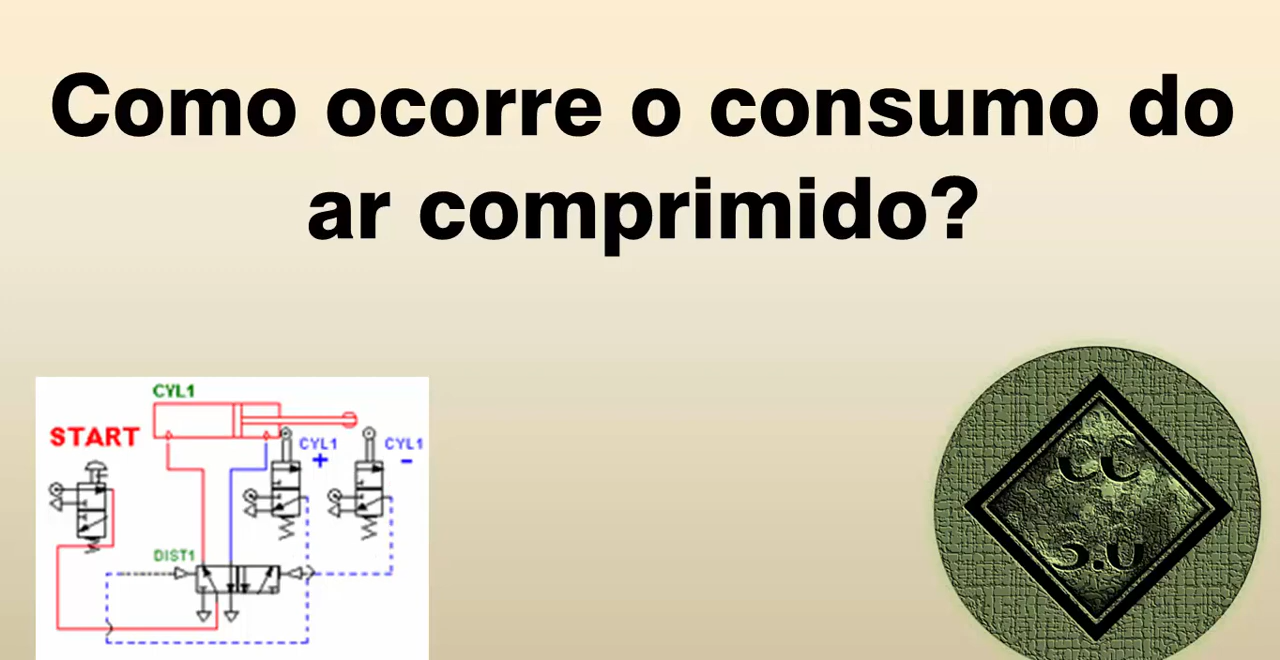 Como ocorre o consumo do
ar comprimido?
CYL1
START
CYL1
+
CYL1
-
DIST1